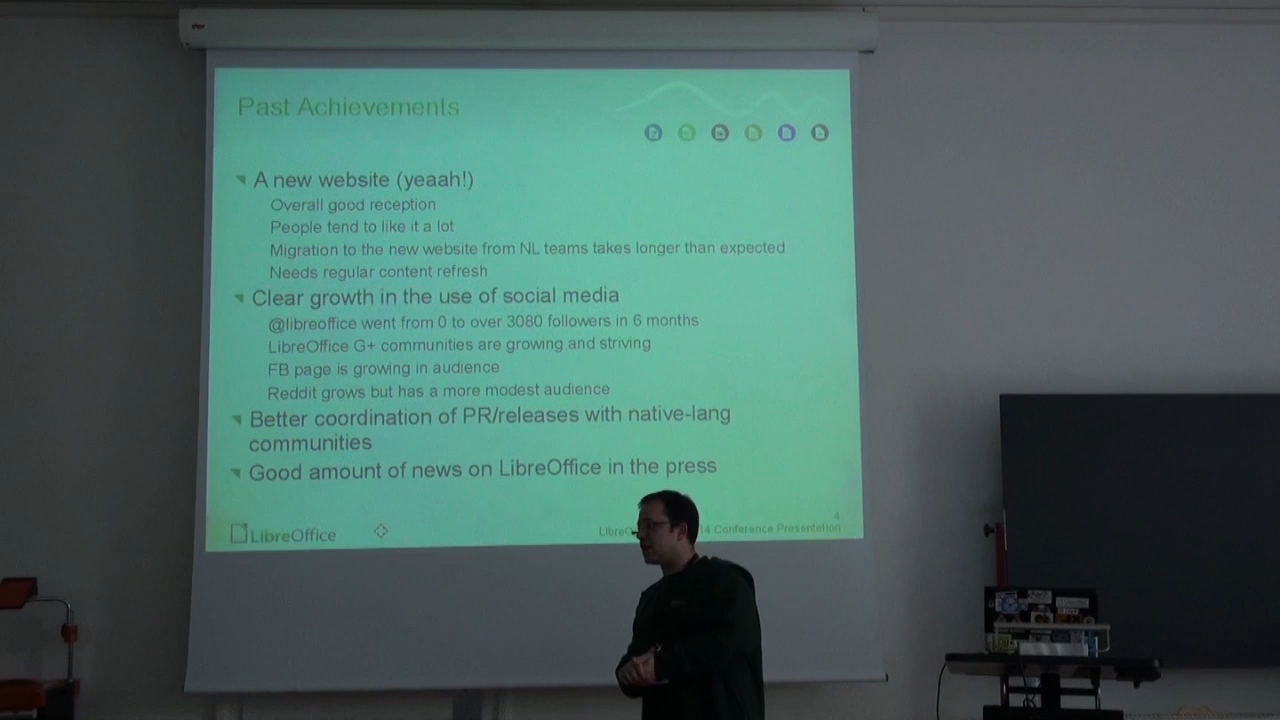 Past Achievements
A new website (yeaah!)
Overall good reception
People tend to like it a lot
Migration to the new website from NL teams takes longer than expected
Needs regular content refresh
Clear growth in the use of social media
@libreoffice went from 0 to over 3080 followers in 6 months
LibreOffice G+ communities are growing and striving
FB page is growing in audience
Reddit grows but has a more modest audience
Better coordination of PR/releases with native-lang
communities
Good amount of news on LibreOffice in the press
4
LibreOffice
14 Conference Presentation